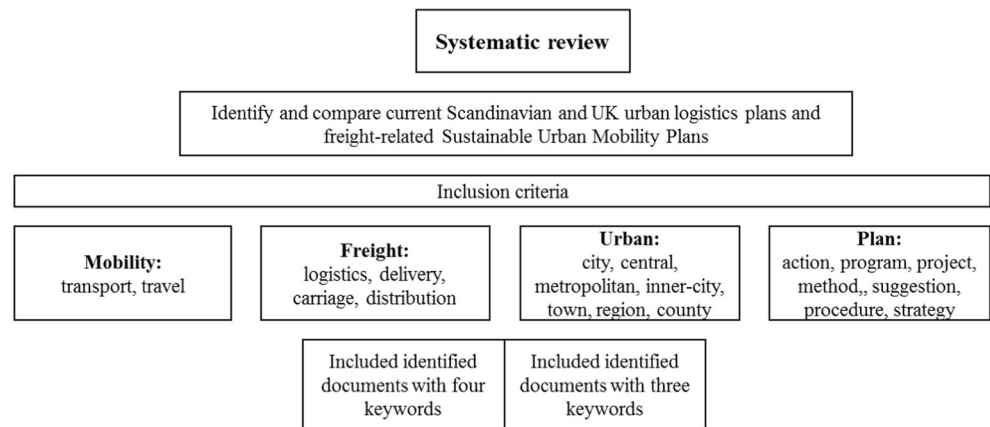 Systematic review
Identify and compare current Scandinavian and UK urban logistics plans and
freight-related Sustainable Urban Mobility Plans
Inclusion criteria
Mobility:
transport, travel
Freight:
logistics, delivery,
carriage, distribution
Urban:
city, central,
metropolitan, inner-city,
town, region, county
Plan:
action, program, project,
method,, suggestion,
procedure, strategy
Included identified
documents with four
keywords
Included identified
documents with three
keywords